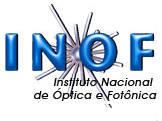 INOF
Instituto Nacional
de Óptica e Fotônica